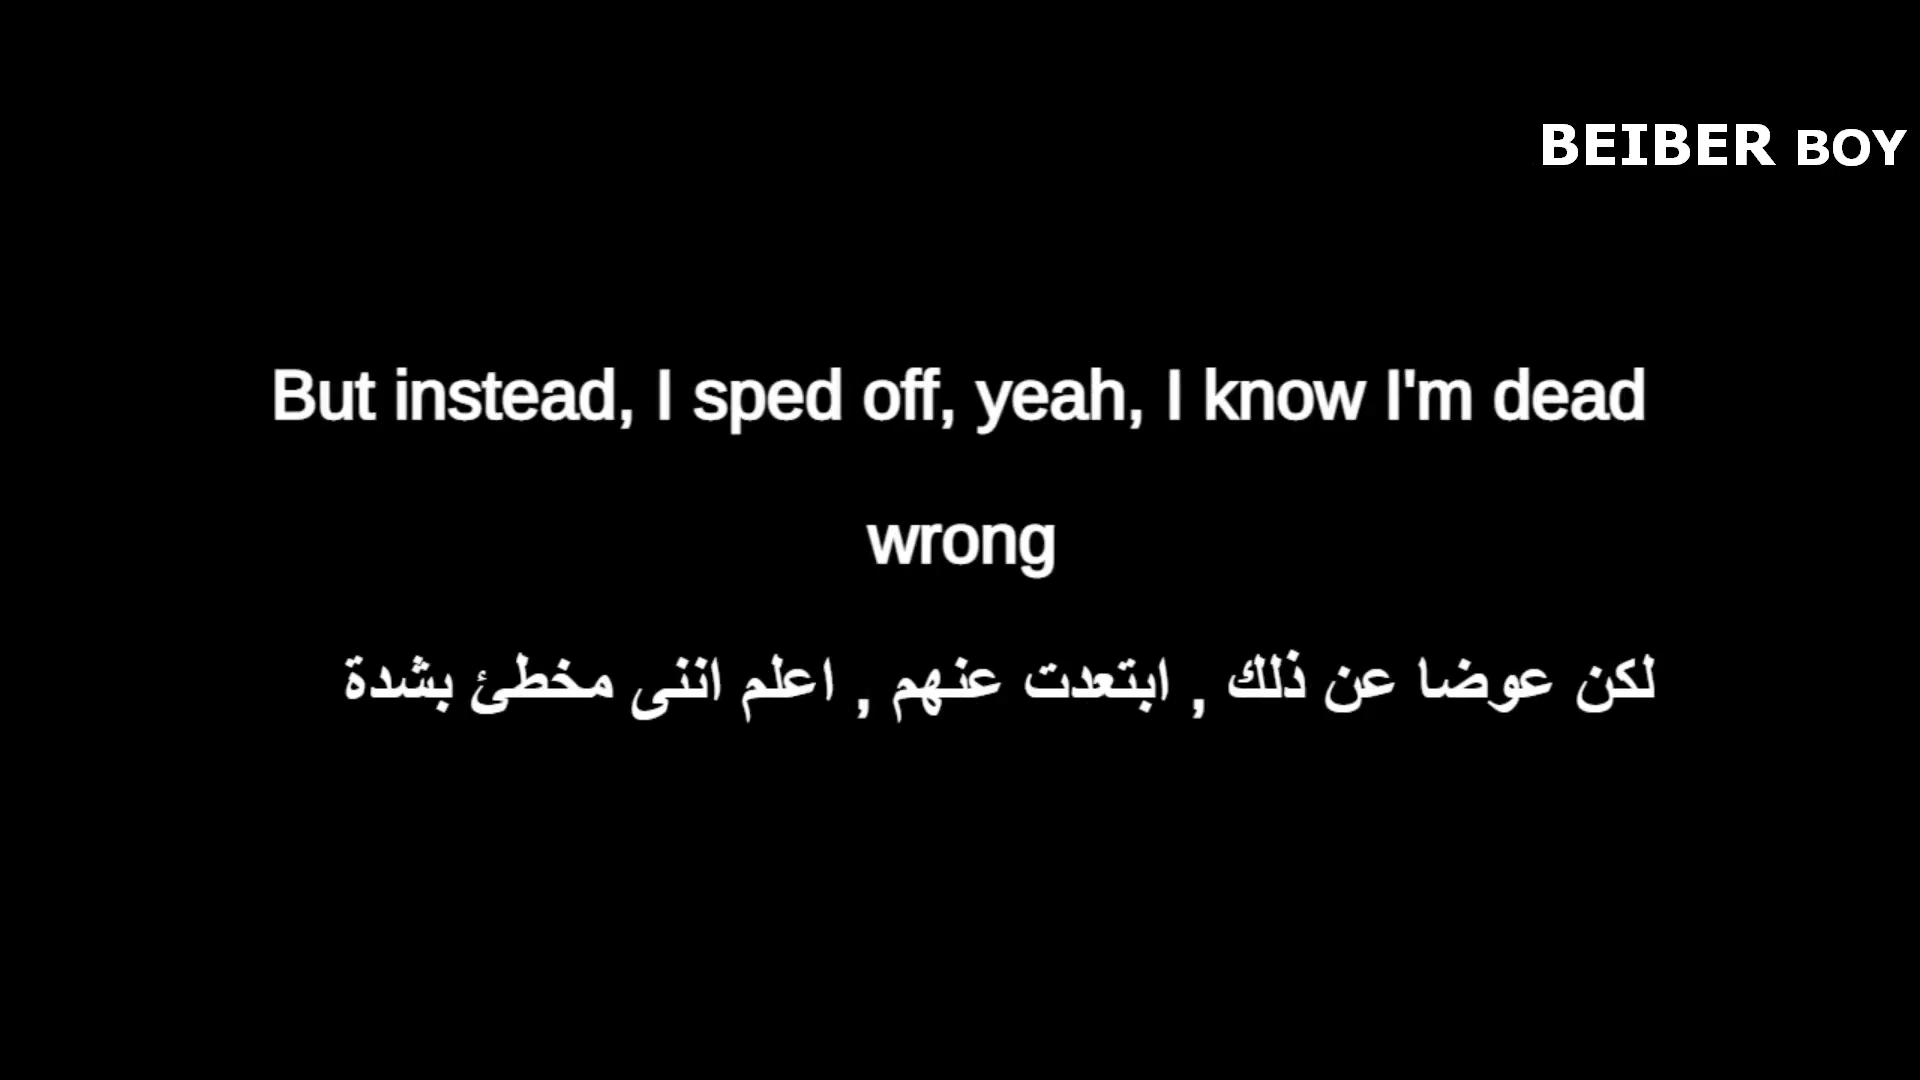 BEIBER BOY
But instead, I sped off, yeah, I know I'm dead
wrong
لكن عوضا عن ذلك , ابتعدت عنهم , اعلم اننى مخطئ بشدة